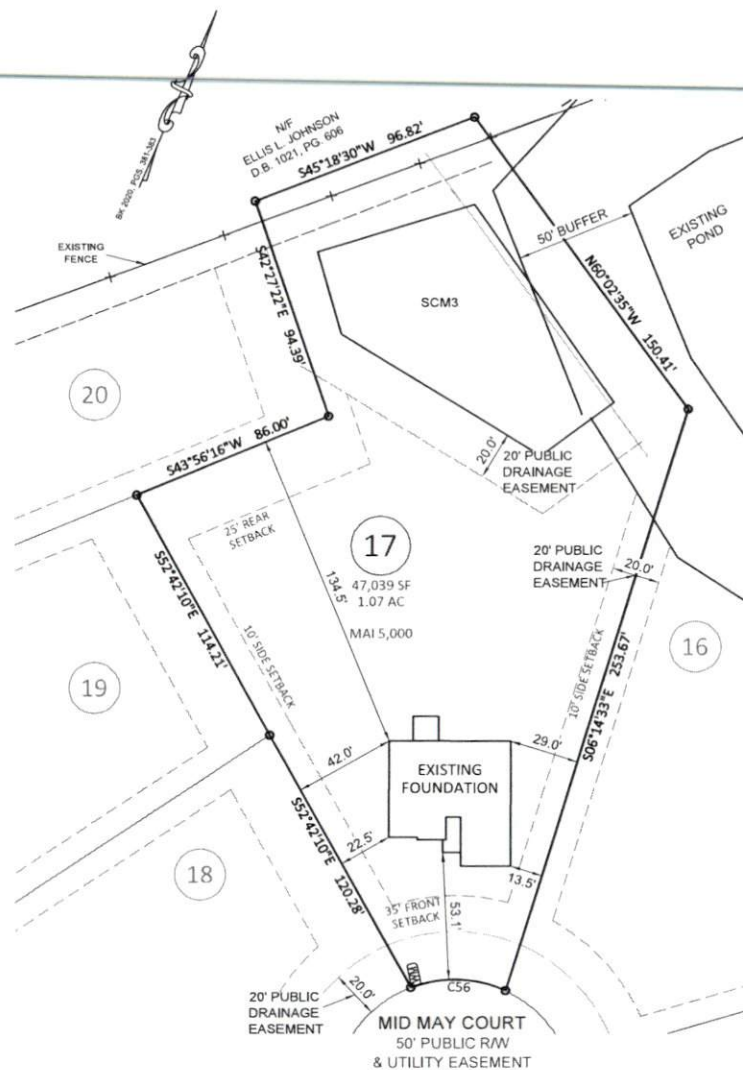 BK 2020, PGS. 381-383
N/F
ELLIS L. JOHNSON
D.B. 1021, PG. 606
S45°18'30"W 96.82'
EXISTING
FENCE
50' BUFFER
EXISTING
POND
S42°27'22"E 94.39'
SCM3
N60°02'35"W 150.41'
20
S43°56'16"W 86.00'
20.0'
20' PUBLIC
DRAINAGE
EASEMENT
25' REAR
SETBACK
17
47,039 SF
1.07 AC
MAI 5,000
134.5'
20' PUBLIC
DRAINAGE
EASEMENT
20.0'
S52°42'10"E 114.21'
10' SIDE SETBACK
10' SIDE SETBACK
S06°14'33"E 253.67'
16
19
42.0'
29.0'
EXISTING
FOUNDATION
S52°42'10"E 120.28'
22.5'
13.5'
18
35' FRONT
SETBACK
53.1'
20.0'
C56
20' PUBLIC
DRAINAGE
EASEMENT
MID MAY COURT
50' PUBLIC R/W
& UTILITY EASEMENT